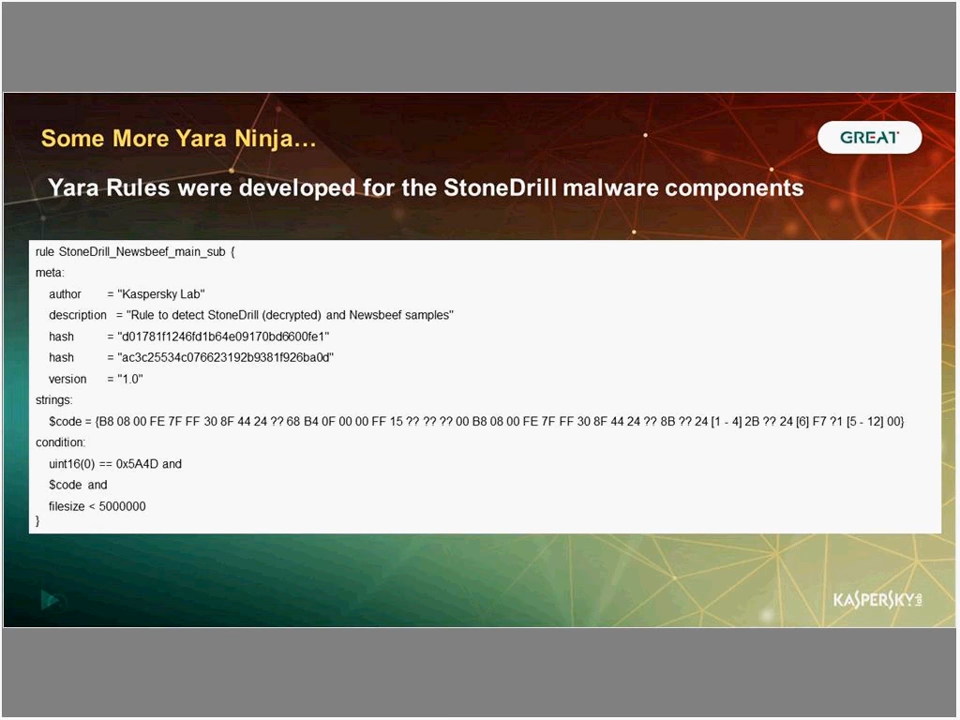 Some More Yara Ninja...
GREAT
Yara Rules were developed for the StoneDrill malware components
rule StoneDrill_Newsbeef_main_sub {
meta:
author = "Kaspersky Lab"
description = "Rule to detect StoneDrill (decrypted) and Newsbeef samples"
hash = "d01781f1246fd1b64e09170bd6600fe1"
hash = "ac3c25534c076623192b9381f926ba0d"
version = "1.0"
strings:
$code = {B8 08 00 FE 7F FF 30 8F 44 24 ?? 68 B4 0F 00 00 FF 15 ?? ?? ?? 00 B8 08 00 FE 7F FF 30 8F 44 24 ?? 8B ?? 24 [1 - 4] 2B ?? 24 [6] F7 ?1 [5 - 12] 00}
condition:
uint16(0) == 0x5A4D and
$code and
filesize < 5000000
}
KASPERSKY lab